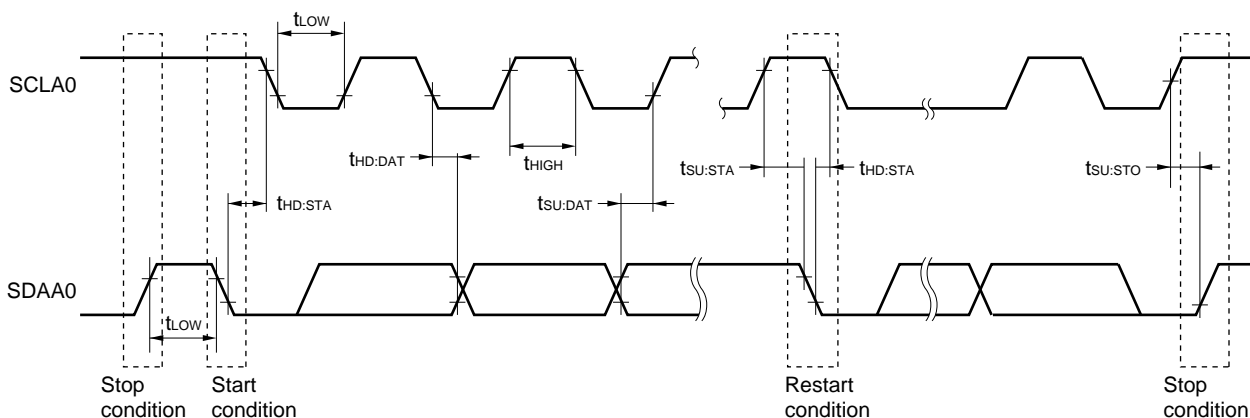 tLOW
SCLA0
tHD:DAT
tHIGH
tSU:STA
tHD:STA
tSU:STO
tHD:STA
tSU:DAT
SDAA0
tLOW
Stop
condition
Start
condition
Restart
condition
Stop
condition